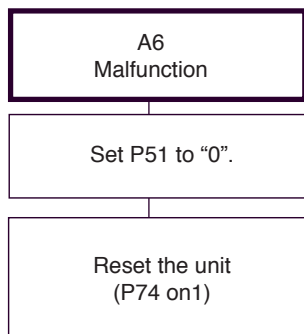 A6
Malfunction
Set P51 to “0”.
Reset the unit
(P74 on1)